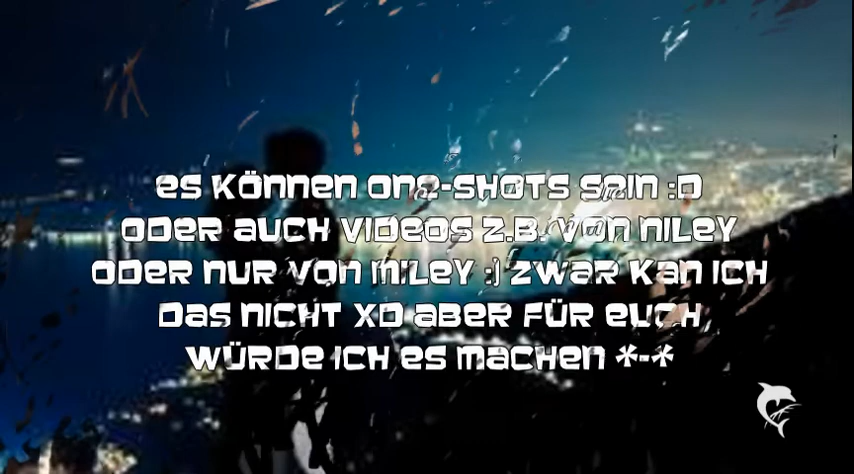 Es können One-Shots sein :D
oder auch Videos z.B. von Niley
oder nur von Miley :) zwar kan ich
das nicht XD aber für euch
würde ich es machen *-*